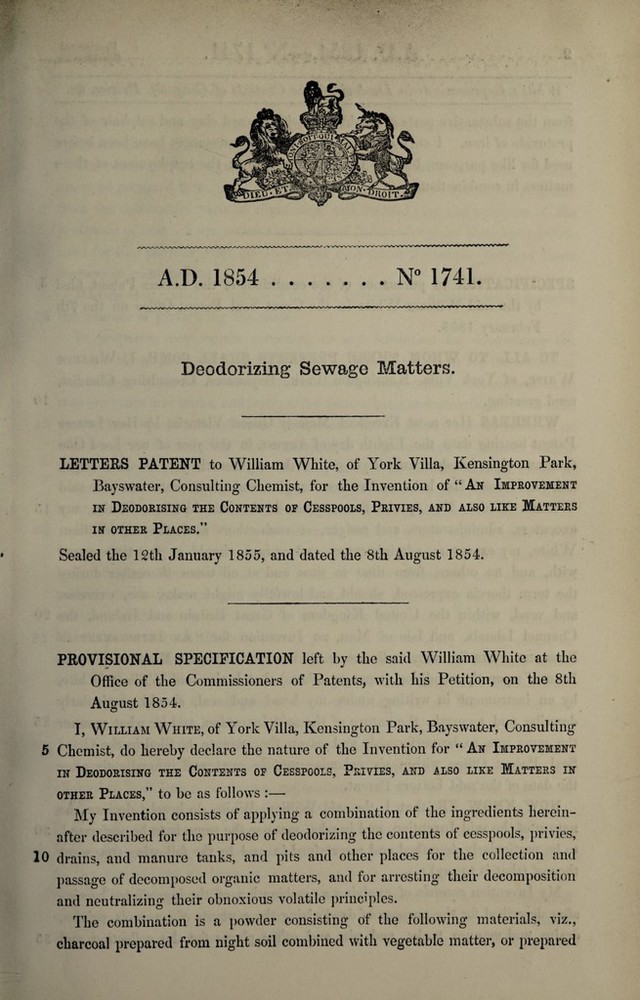 DIEU · ET · MON · DROIT
A.D. 1854 . . . . . . . Nº 1741.
Deodorizing Sewage Matters.
LETTERS PATENT to William White, of York Villa, Kensington Park,
Bayswater, Consulting Chemist, for the Invention of “ An Improvement
in Deodorising the Contents of Cesspools, Privies, and also like Matters
in other Places.”
Sealed the 12th January 1855, and dated the 8th August 1854.
PROVISIONAL SPECIFICATION left by the said William White at the
Office of the Commissioners of Patents, with his Petition, on the 8th
August 1854.
I, William White, of York Villa, Kensington Park, Bayswater, Consulting
5 Chemist, do hereby declare the nature of the Invention for “ An Improvement
in Deodorising the Contents of Cesspools, Privies, and also like Matters in
other Places,” to be as follows :—
My Invention consists of applying a combination of the ingredients herein-
after described for the purpose of deodorizing the contents of cesspools, privies,
10 drains, and manure tanks, and pits and other places for the collection and
passage of decomposed organic matters, and for arresting their decomposition
and neutralizing their obnoxious volatile principles.
The combination is a powder consisting of the following materials, viz.,
charcoal prepared from night soil combined with vegetable matter, or prepared